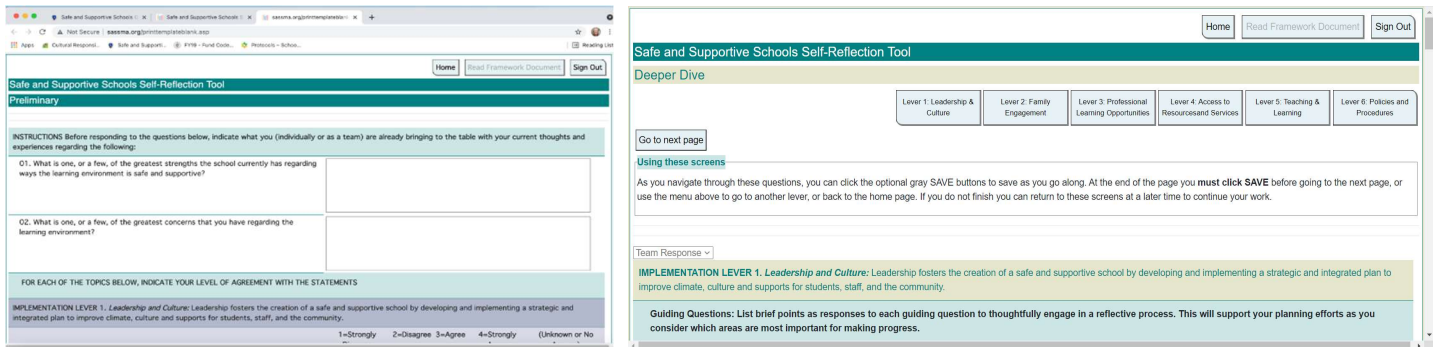 Safe and Supportive Schools S
Safe and Supportive Schools S
sassma.org/printtemplateblank
Not Secure | sassma.org/printtemplateblank.asp
Apps Cultural Responsi... Safe and Supporti... FY19 - Fund Code... Protocols – Schoo... Reading List
Home Read Framework Document Sign Out
Safe and Supportive Schools Self-Reflection Tool
Preliminary
INSTRUCTIONS Before responding to the questions below, indicate what you (individually or as a team) are already bringing to the table with your current thoughts and
experiences regarding the following:
01. What is one, or a few, of the greatest strengths the school currently has regarding
ways the learning environment is safe and supportive?
02. What is one, or a few, of the greatest concerns that you have regarding the
learning environment?
FOR EACH OF THE TOPICS BELOW, INDICATE YOUR LEVEL OF AGREEMENT WITH THE STATEMENTS
IMPLEMENTATION LEVER 1. Leadership and Culture: Leadership fosters the creation of a safe and supportive school by developing and implementing a strategic and
integrated plan to improve climate, culture and supports for students, staff, and the community.
1=Strongly 2=Disagree 3=Agree 4=Strongly (Unknown or No
Home Read Framework Document Sign Out
Safe and Supportive Schools Self-Reflection Tool
Deeper Dive
Lever 1: Leadership &
Culture
Lever 2: Family
Engagement
Lever 3: Professional
Learning Opportunities
Lever 4: Access to
Resourcesand Services
Lever 5: Teaching &
Learning
Lever 6: Policies and
Procedures
Go to next page
Using these screens
As you navigate through these questions, you can click the optional gray SAVE buttons to save as you go along. At the end of the page you must click SAVE before going to the next page, or
use the menu above to go to another lever, or back to the home page. If you do not finish you can return to these screens at a later time to continue your work.
Team Response
IMPLEMENTATION LEVER 1. Leadership and Culture: Leadership fosters the creation of a safe and supportive school by developing and implementing a strategic and integrated plan to
improve climate, culture and supports for students, staff, and the community.
Guiding Questions: List brief points as responses to each guiding question to thoughtfully engage in a reflective process. This will support your planning efforts as you
consider which areas are most important for making progress.